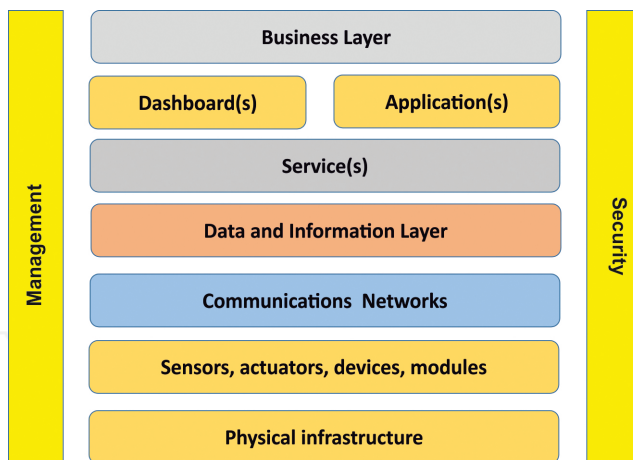 Business Layer
Dashboard(s)
Application(s)
Service(s)
Data and Information Layer
Communications Networks
Sensors, actuators, devices, modules
Physical infrastructure
Management
Security